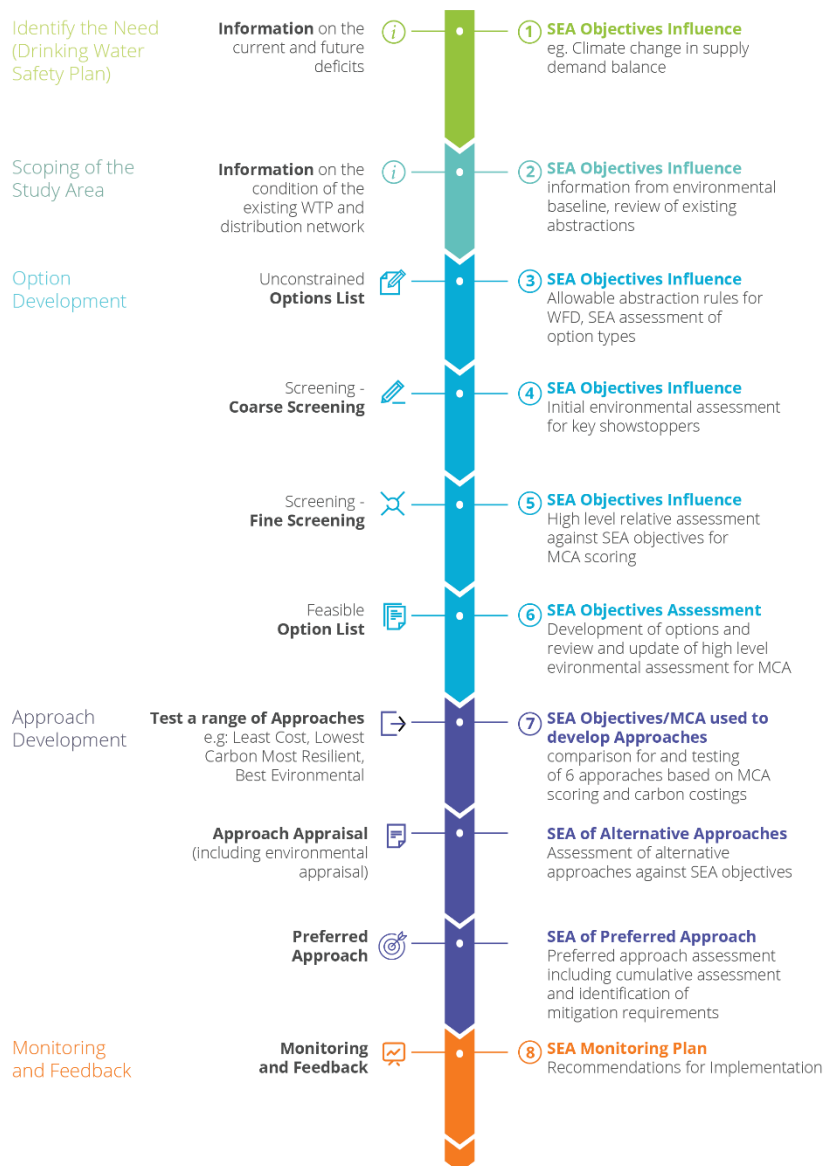 Identify the Need
(Drinking Water
Safety Plan)
Information on the
current and future
deficits
i
1
SEA Objectives Influence
eg. Climate change in supply
demand balance
Scoping of the
Study Area
Information on the
condition of the
existing WTP and
distribution network
i
2
SEA Objectives Influence
information from environmental
baseline, review of existing
abstractions
Option
Development
Unconstrained
Options List
3
SEA Objectives Influence
Allowable abstraction rules for
WFD, SEA assessment of
option types
Screening -
Coarse Screening
4
SEA Objectives Influence
Initial environmental assessment
for key showstoppers
Screening -
Fine Screening
5
SEA Objectives Influence
High level relative assessment
against SEA objectives for
MCA scoring
Feasible
Option List
6
SEA Objectives Assessment
Development of options and
review and update of high level
evironmental assessment for MCA
Approach
Development
Test a range of Approaches
e.g: Least Cost, Lowest
Carbon Most Resilient,
Best Evironmental
7
SEA Objectives/MCA used to
develop Approaches
comparison for and testing
of 6 apporaches based on MCA
scoring and carbon costings
Approach Appraisal
(including environmental
appraisal)
SEA of Alternative Approaches
Assessment of alternative
approaches against SEA objectives
Preferred
Approach
SEA of Preferred Approach
Preferred approach assessment
including cumulative assessment
and identification of
mitigation requirements
Monitoring
and Feedback
Monitoring
and Feedback
8
SEA Monitoring Plan
Recommendations for Implementation